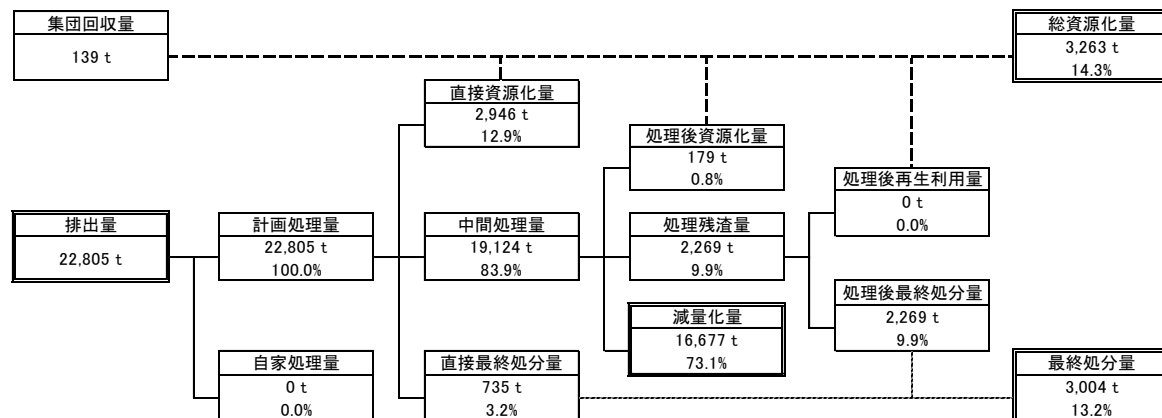 集団回収量
139 t
総資源化量
3,263 t
14.3%
直接資源化量
2,946 t
12.9%
処理後資源化量
179 t
0.8%
処理後再生利用量
0 t
0.0%
排出量
22,805 t
計画処理量
22,805 t
100.0%
中間処理量
19,124 t
83.9%
処理残渣量
2,269 t
9.9%
処理後最終処分量
2,269 t
9.9%
減量化量
16,677 t
73.1%
自家処理量
0 t
0.0%
直接最終処分量
735 t
3.2%
最終処分量
3,004 t
13.2%